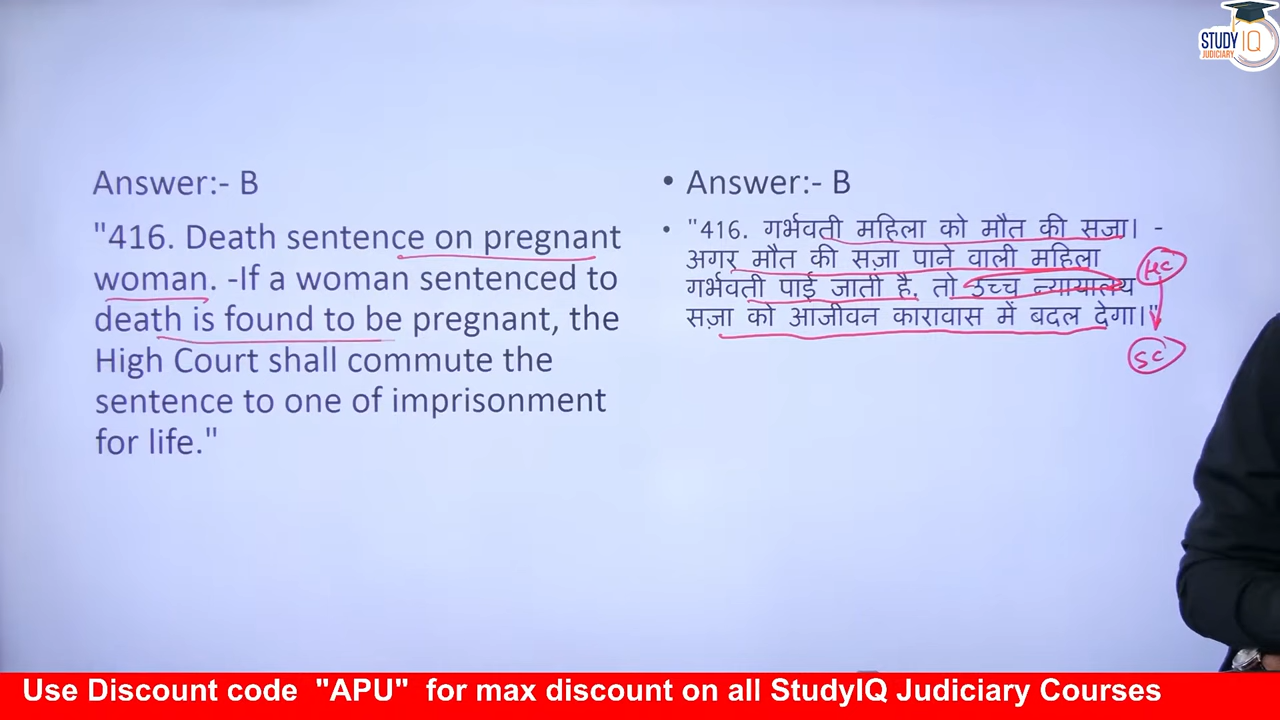 STUDY IQ
JUDICIARY
Answer:- B
"416. Death sentence on pregnant
woman. -If a woman sentenced to
death is found to be pregnant, the
High Court shall commute the
sentence to one of imprisonment
for life."
• Answer:- B
• "416. गर्भवती महिला को मौत की सजा। -
अगर मौत की सज़ा पाने वाली महिला
गर्भवती पाई जाती है, तो उच्च न्यायालय
सज़ा को आजीवन कारावास में बदल देगा।"
HC
SC
Use Discount code "APU" for max discount on all StudyIQ Judiciary Courses